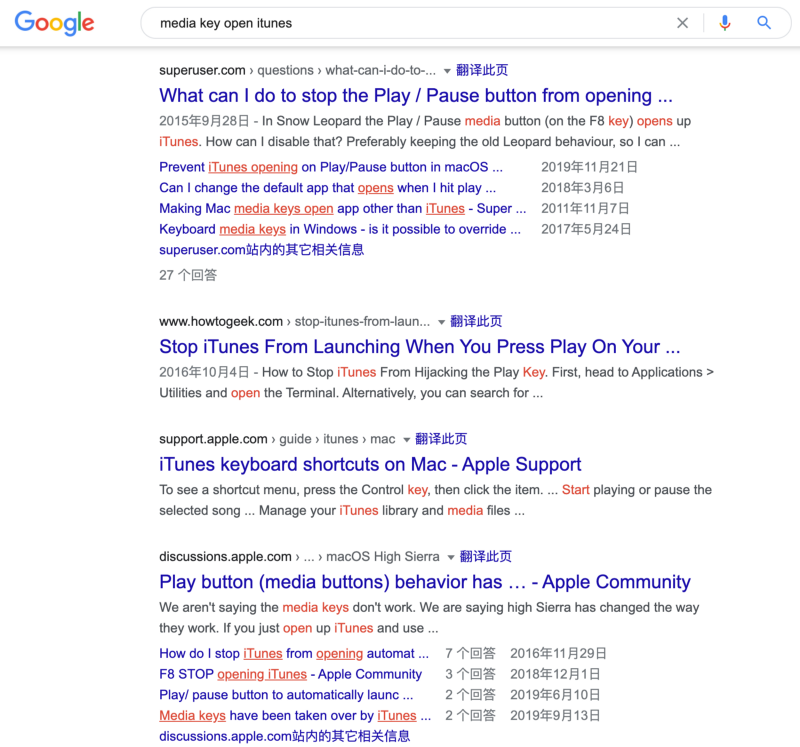 Google
media key open itunes
superuser.com › questions › what-can-i-do-to-... 翻译此页
What can I do to stop the Play / Pause button from opening ...
2015年9月28日 - In Snow Leopard the Play / Pause media button (on the F8 key) opens up
iTunes. How can I disable that? Preferably keeping the old Leopard behaviour, so I can ...
Prevent iTunes opening on Play/Pause button in macOS ... 2019年11月21日
Can I change the default app that opens when I hit play ... 2018年3月6日
Making Mac media keys open app other than iTunes - Super ... 2011年11月7日
Keyboard media keys in Windows - is it possible to override ... 2017年5月24日
superuser.com站内的其它相关信息
27 个回答
www.howtogeek.com › stop-itunes-from-laun... 翻译此页
Stop iTunes From Launching When You Press Play On Your ...
2016年10月4日 - How to Stop iTunes From Hijacking the Play Key. First, head to Applications >
Utilities and open the Terminal. Alternatively, you can search for ...
support.apple.com › guide › itunes › mac 翻译此页
iTunes keyboard shortcuts on Mac - Apple Support
To see a shortcut menu, press the Control key, then click the item. ... Start playing or pause the
selected song ... Manage your iTunes library and media files ...
discussions.apple.com › ... › macOS High Sierra 翻译此页
Play button (media buttons) behavior has … - Apple Community
We aren't saying the media keys don't work. We are saying high Sierra has changed the way
they work. If you just open up iTunes and use ...
How do I stop iTunes from opening automat ... 7 个回答 2016年11月29日
F8 STOP opening iTunes - Apple Community 3 个回答 2018年12月1日
Play/ pause button to automatically launc ... 2 个回答 2019年6月10日
Media keys have been taken over by iTunes ... 2 个回答 2019年9月13日
discussions.apple.com站内的其它相关信息